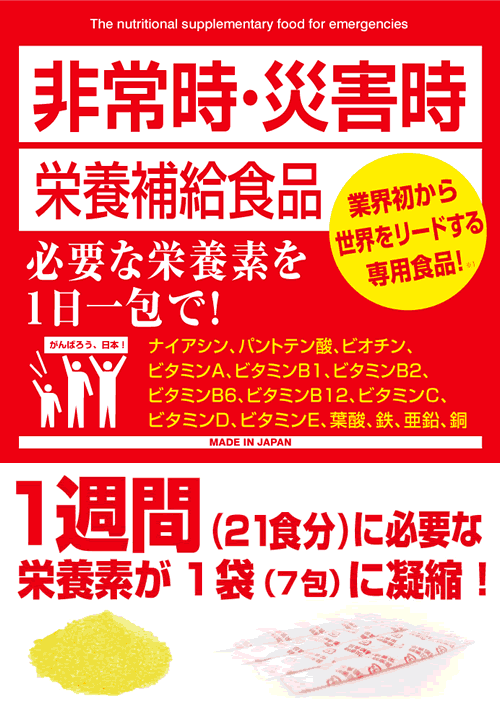 The nutritional supplementary food for emergencies
非常時・災害時
栄養補給食品
業界初から
世界をリードする
専用食品!※1
必要な栄養素を
1日一包で!
がんばろう、日本!
ナイアシン、パントテン酸、ビオチン、
ビタミンA、ビタミンB1、ビタミンB2、
ビタミンB6、ビタミンB12、ビタミンC、
ビタミンD、ビタミンE、葉酸、鉄、亜鉛、銅
MADE IN JAPAN
1週間(21食分)に必要な
栄養素が1袋(7包)に凝縮!